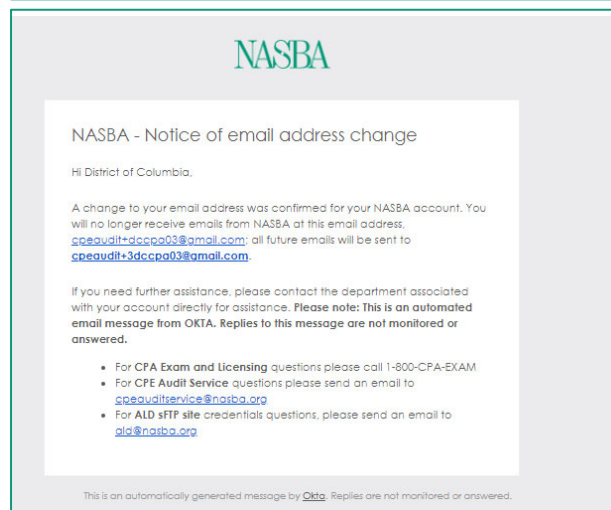 NASBA
NASBA - Notice of email address change
Hi District of Columbia,
A change to your email address was confirmed for your NASBA account. You
will no longer receive emails from NASBA at this email address,
cpeaudit+dccpa03@gmail.com; all future emails will be sent to
cpeaudit+3dccpa03@gmail.com.
If you need further assistance, please contact the department associated
with your account directly for assistance. Please note: This is an automated
email message from OKTA. Replies to this message are not monitored or
answered.
• For CPA Exam and Licensing questions please call 1-800-CPA-EXAM
• For CPE Audit Service questions please send an email to
cpeauditservice@nasba.org
• For ALD sFTP site credentials questions, please send an email to
ald@nasba.org
This is an automatically generated message by Okta. Replies are not monitored or answered.